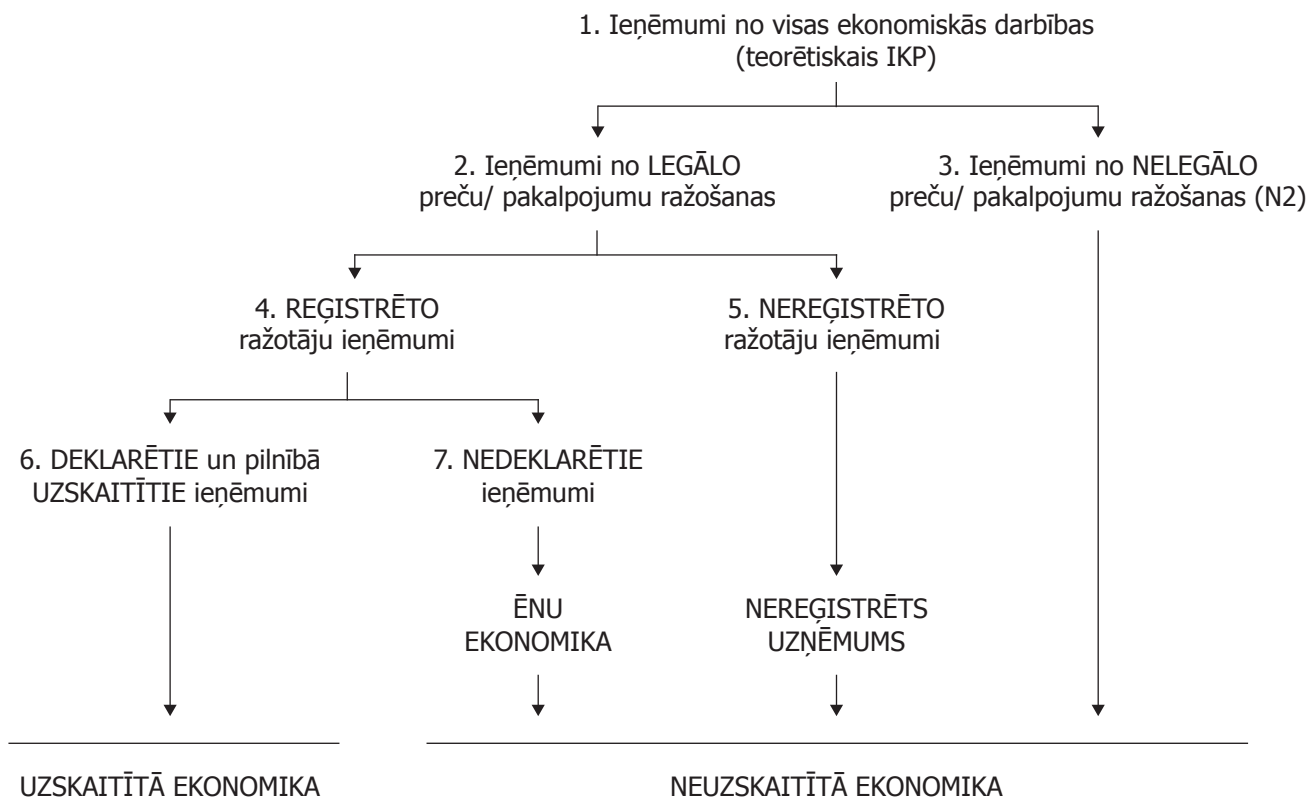 1. Ieņēmumi no visas ekonomiskās darbības
(teorētiskais IKP)
2. Ieņēmumi no LEGĀLO
preču/ pakalpojumu ražošanas
3. Ieņēmumi no NELEGĀLO
preču/ pakalpojumu ražošanas (N2)
4. REĢISTRĒTO
ražotāju ieņēmumi
5. NEREĢISTRĒTO
ražotāju ieņēmumi
6. DEKLARĒTIE un pilnībā
UZSKAITĪTIE ieņēmumi
7. NEDEKLARĒTIE
ieņēmumi
ĒNU
EKONOMIKA
NEREĢISTRĒTS
UZŅĒMUMS
UZSKAITĪTĀ EKONOMIKA
NEUZSKAITĪTĀ EKONOMIKA